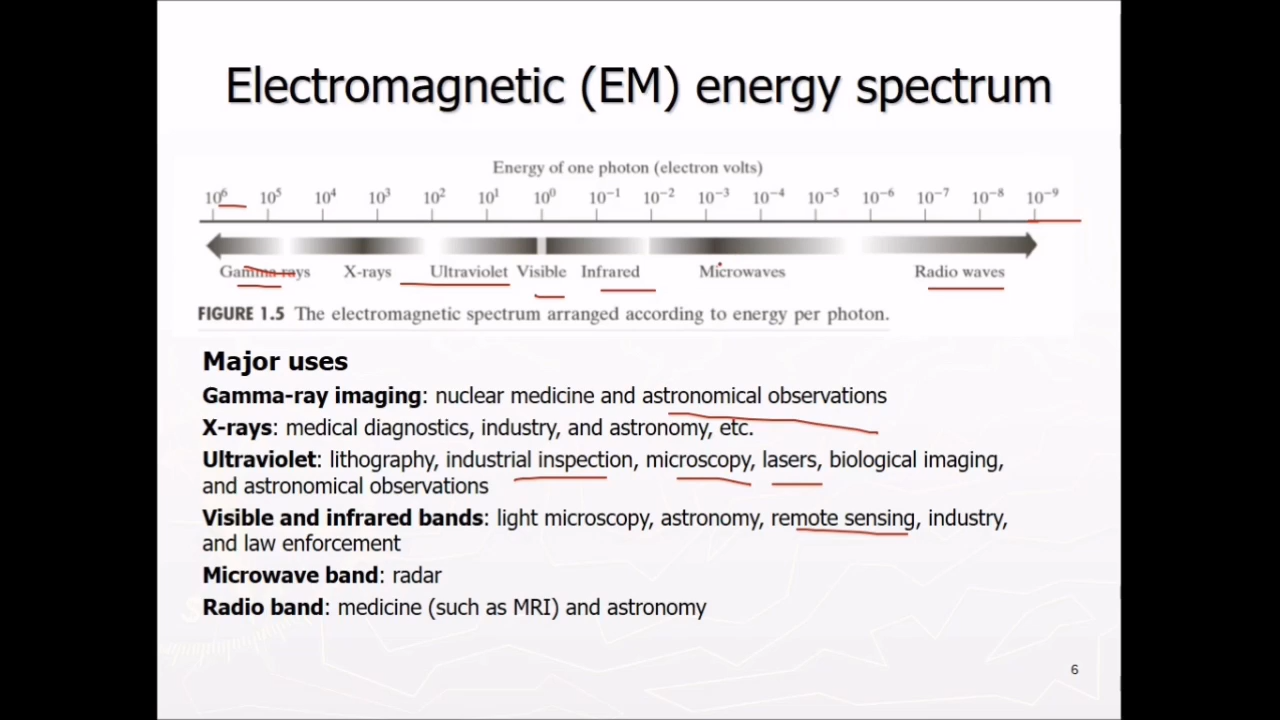 Electromagnetic (EM) energy spectrum
Energy of one photon (electron volts)
10⁶ 10⁵ 10⁴ 10³ 10² 10¹ 10⁰ 10⁻¹ 10⁻² 10⁻³ 10⁻⁴ 10⁻⁵ 10⁻⁶ 10⁻⁷ 10⁻⁸ 10⁻⁹
Gamma rays X-rays Ultraviolet Visible Infrared Microwaves Radio waves
FIGURE 1.5 The electromagnetic spectrum arranged according to energy per photon.
Major uses
Gamma-ray imaging: nuclear medicine and astronomical observations
X-rays: medical diagnostics, industry, and astronomy, etc.
Ultraviolet: lithography, industrial inspection, microscopy, lasers, biological imaging,
and astronomical observations
Visible and infrared bands: light microscopy, astronomy, remote sensing, industry,
and law enforcement
Microwave band: radar
Radio band: medicine (such as MRI) and astronomy
6